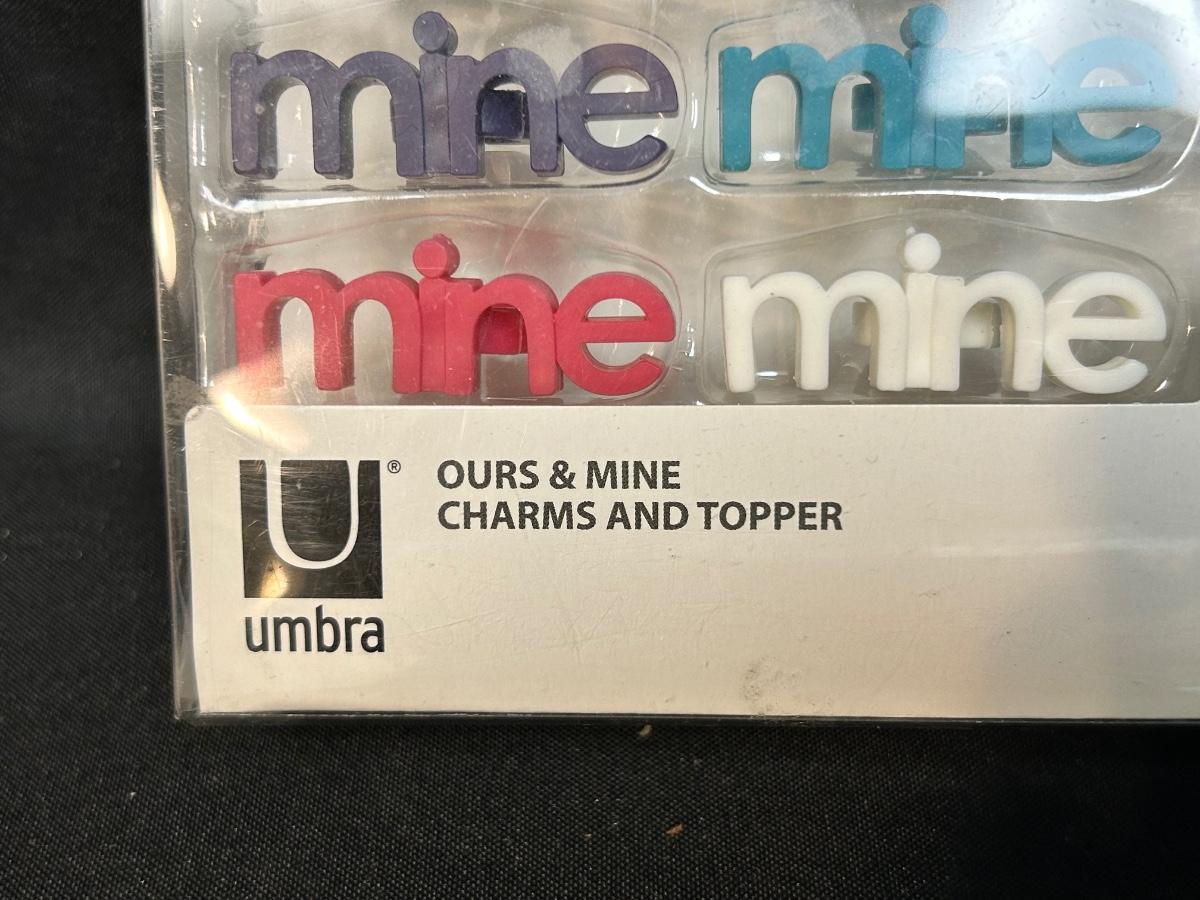 mine mine
mine mine
U®
OURS & MINE
CHARMS AND TOPPER
umbra